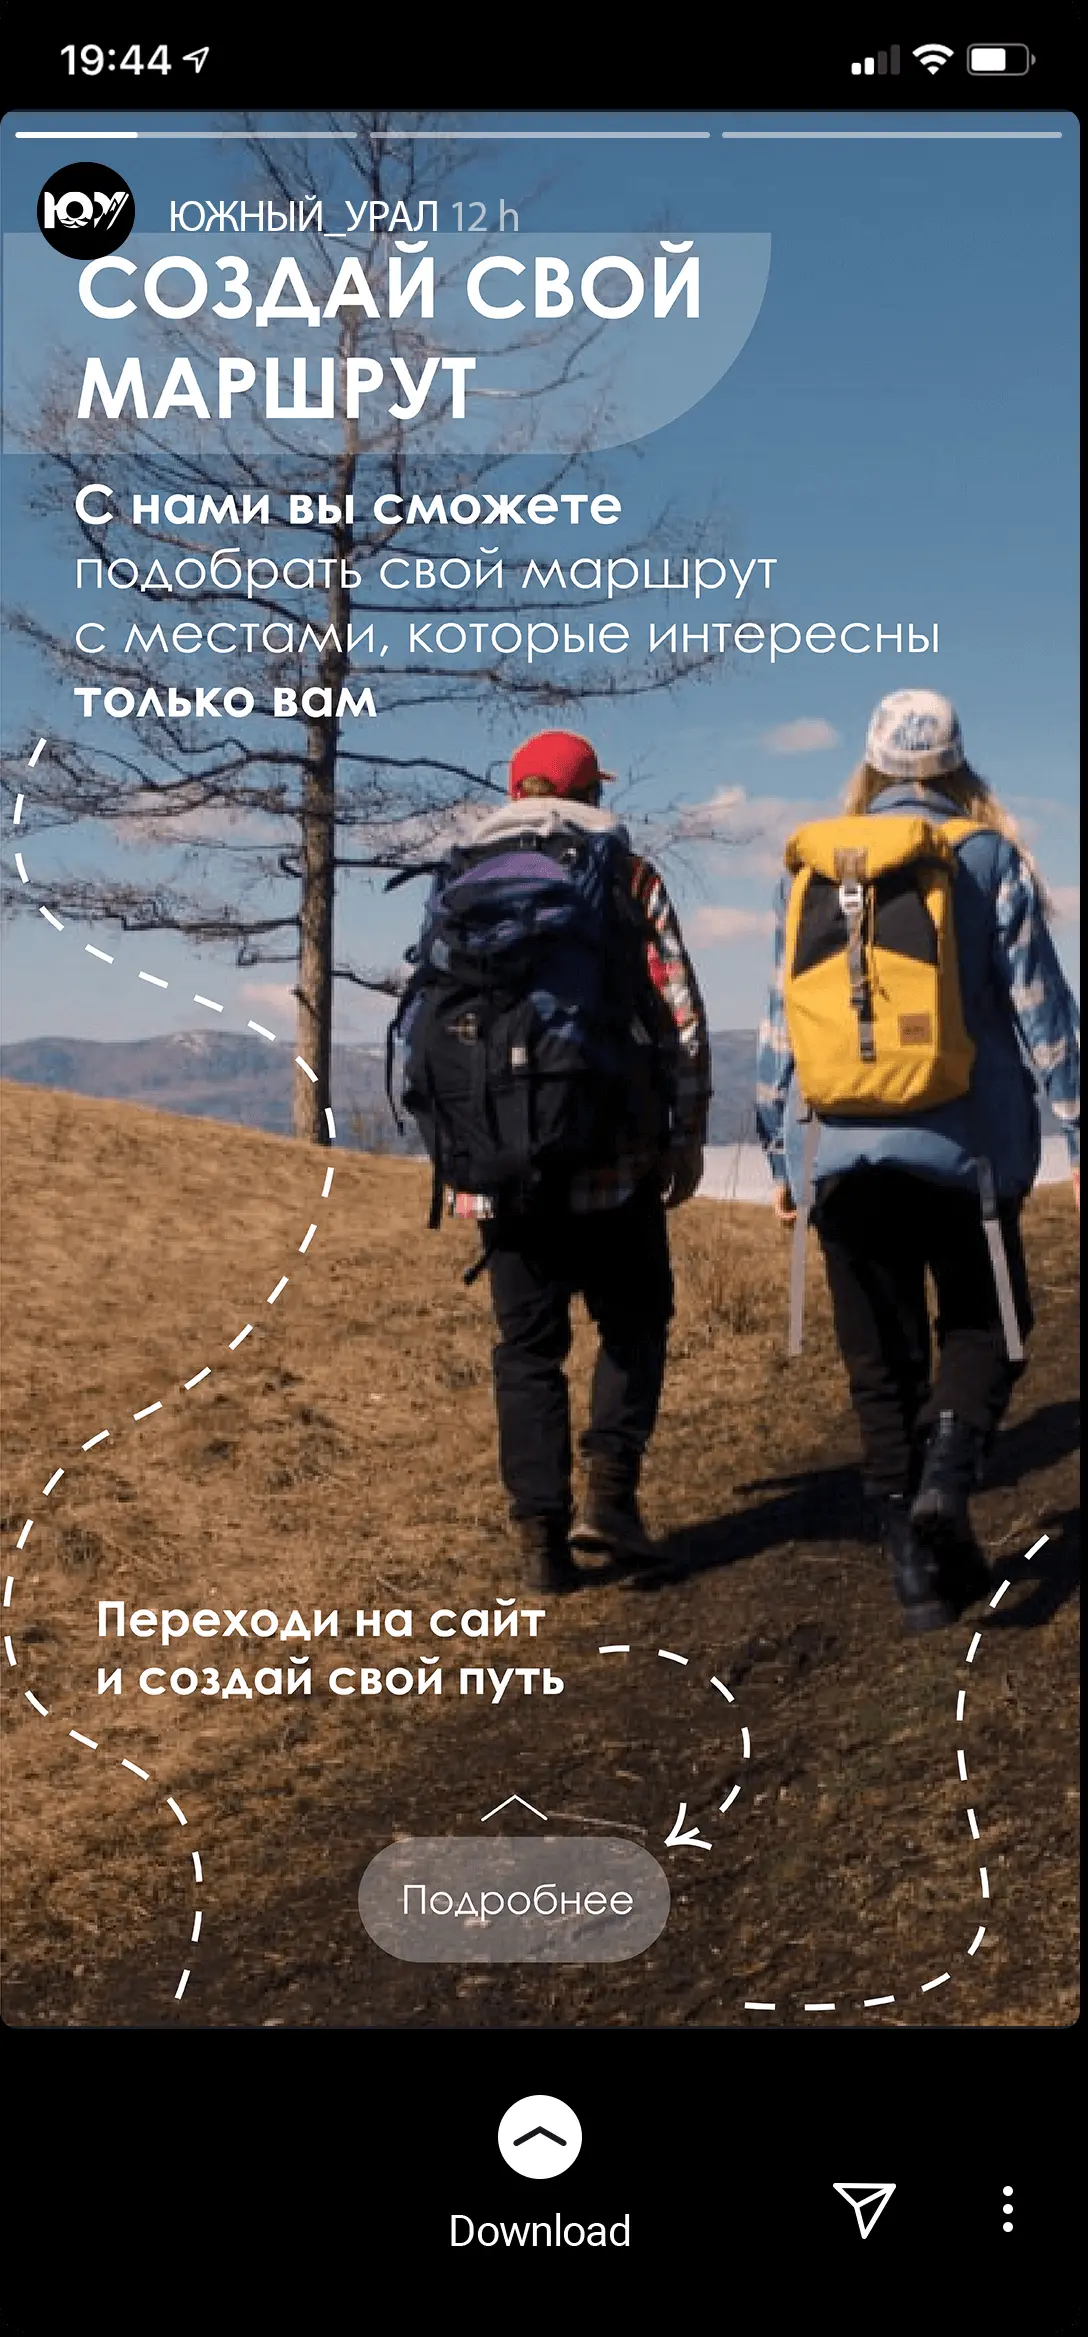 19:44
ЮУ
ЮЖНЫЙ_УРАЛ 12 h
СОЗДАЙ СВОЙ
МАРШРУТ
С нами вы сможете
подобрать свой маршрут
с местами, которые интересны
только вам
Переходи на сайт
и создай свой путь
Подробнее
Download